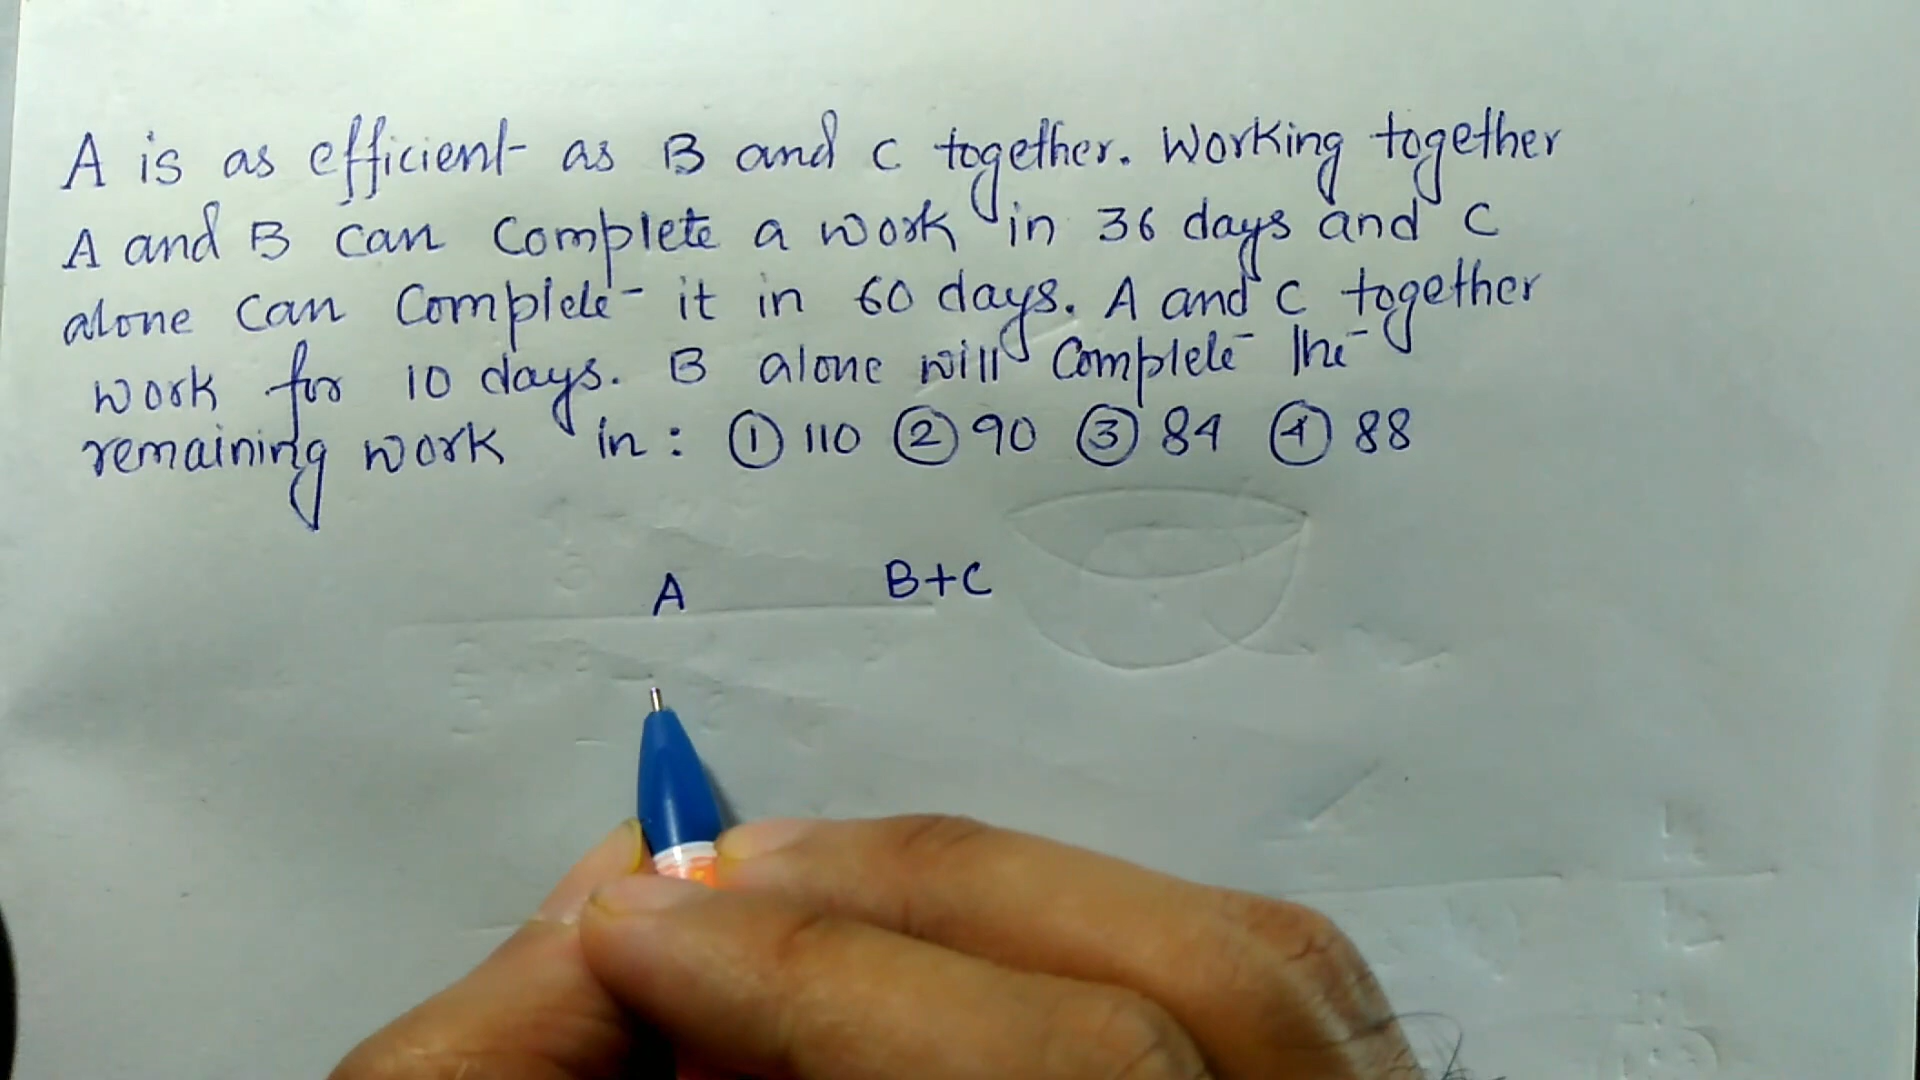 A is as efficient as B and C together. Working together
A and B can complete a work in 36 days and C
alone can complete it in 60 days. A and C together
work for 10 days. B alone will complete the
remaining work in: ① 110 ② 90 ③ 84 ④ 88
A B+C